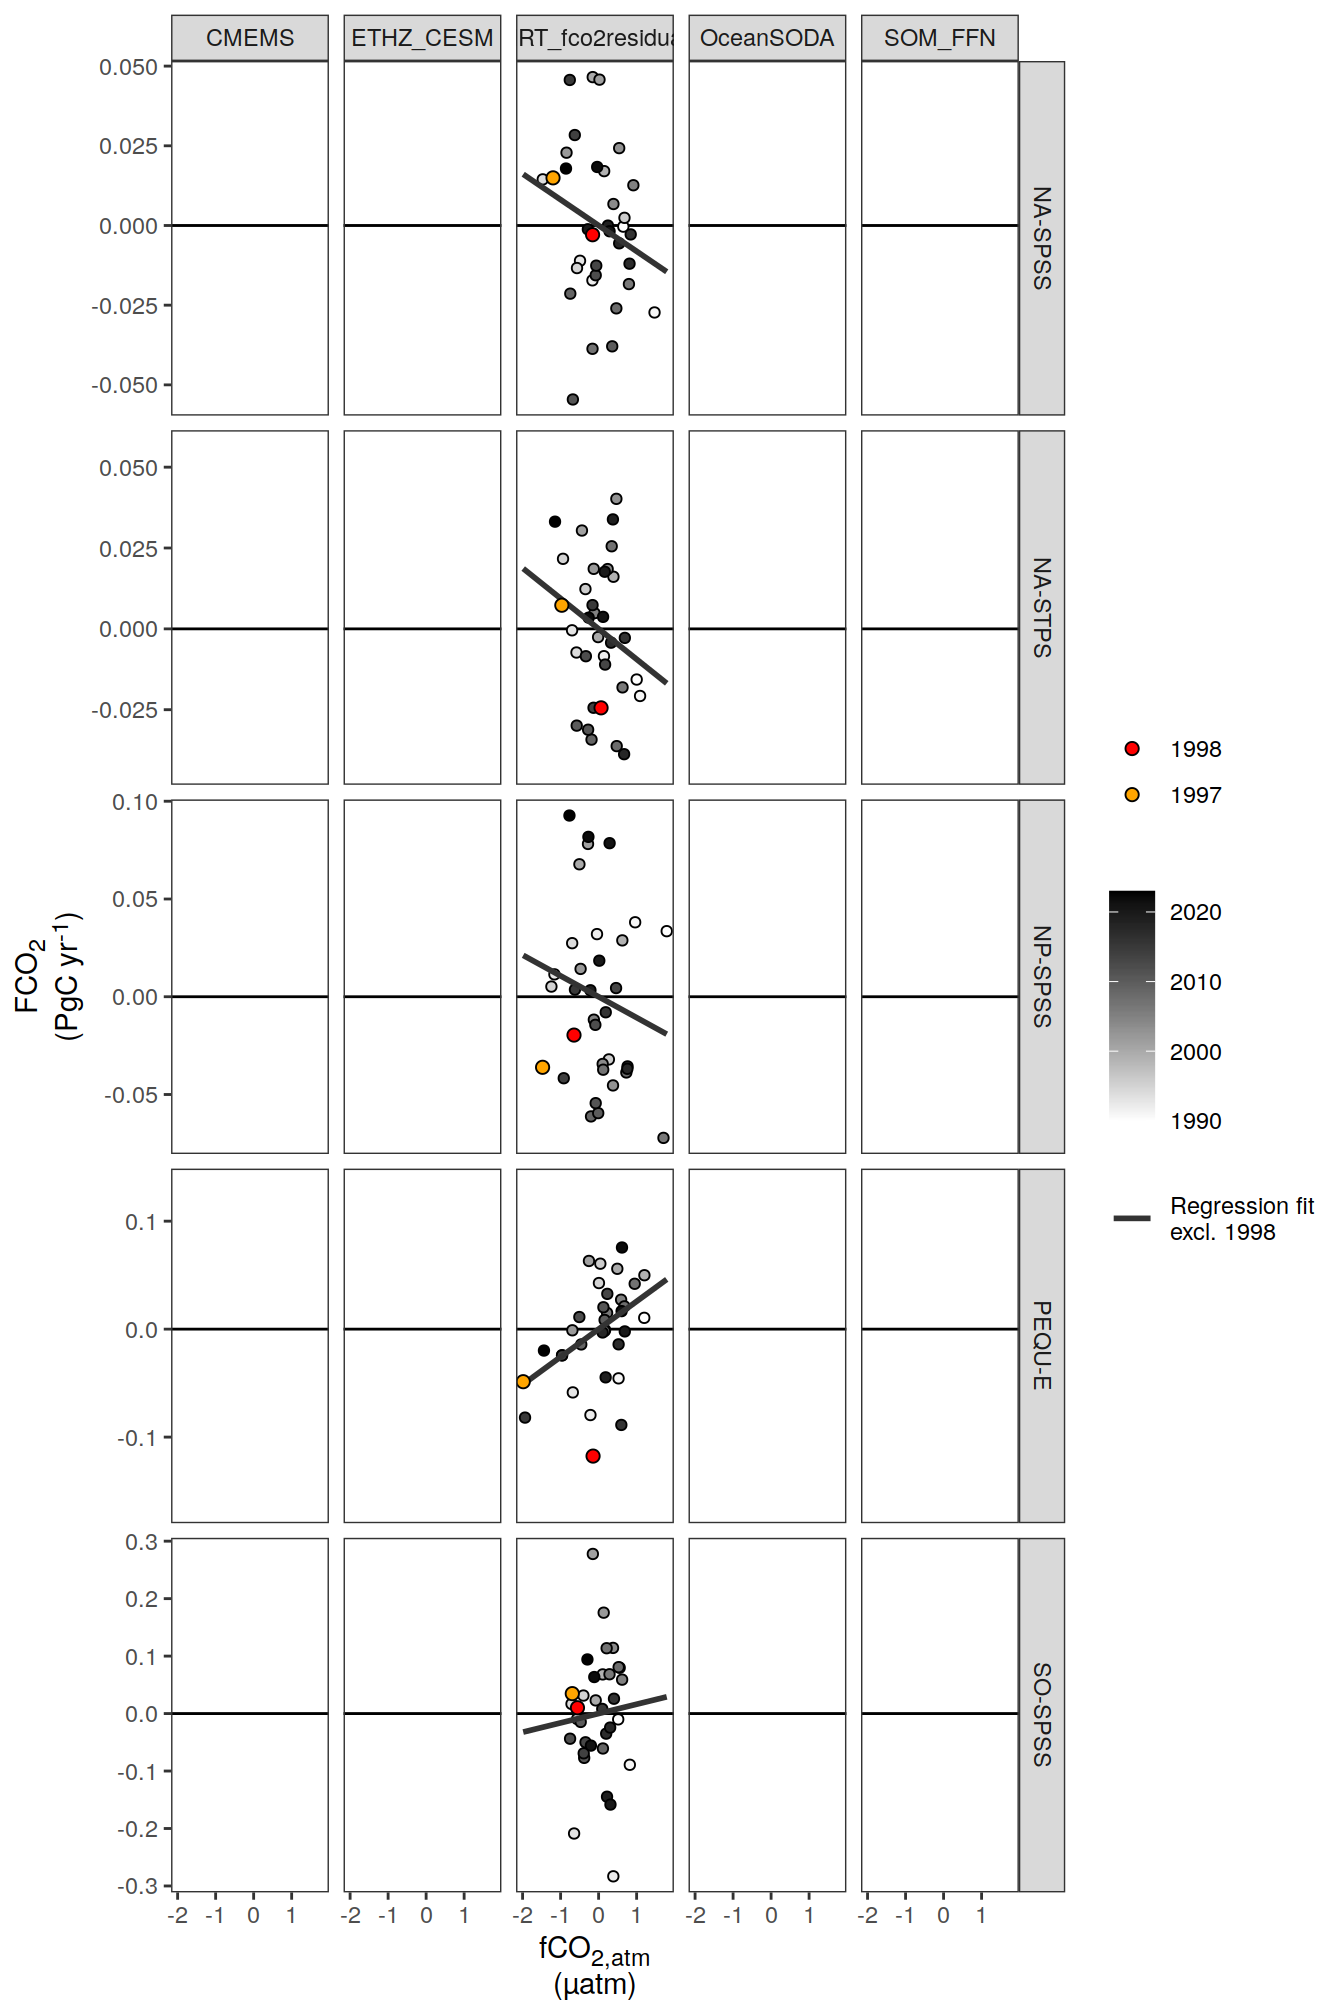 CMEMS
ETHZ_CESM
RT_fco2residua
OceanSODA
SOM_FFN
0.050
0.025
0.000
-0.025
-0.050
NA-SPSS
0.050
0.025
0.000
-0.025
NA-STPS
0.10
0.05
0.00
-0.05
NP-SPSS
0.1
0.0
-0.1
PEQU-E
0.3
0.2
0.1
0.0
-0.1
-0.2
-0.3
SO-SPSS
-2 -1 0 1
-2 -1 0 1
-2 -1 0 1
-2 -1 0 1
-2 -1 0 1
fCO2,atm
(µatm)
FCO2
(PgC yr-1)
1998
1997
2020
2010
2000
1990
Regression fit
excl. 1998